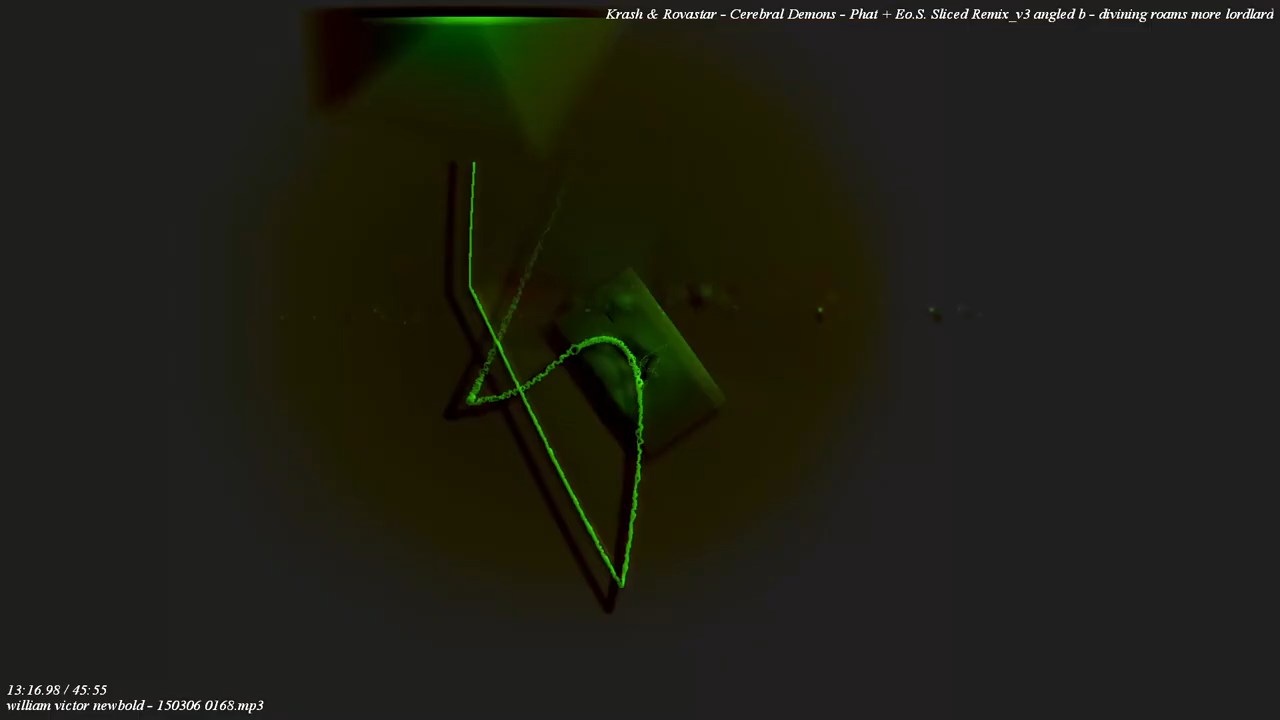 Krash & Rovastar - Cerebral Demons - Phat + Eo.S. Sliced Remix_v3 angled b - divining roams more lordlarà
13:16.98 / 45:55
william victor newbold - 150306 0168.mp3